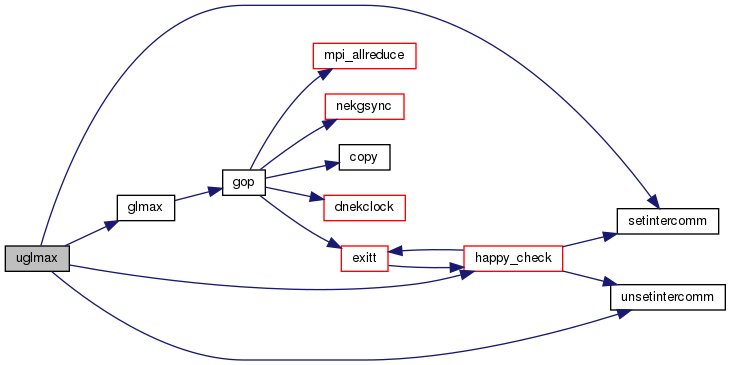 mpi_allreduce
nekgsync
copy
gop
glmax
dnekclock
setintercomm
uglmax
exitt
happy_check
unsetintercomm